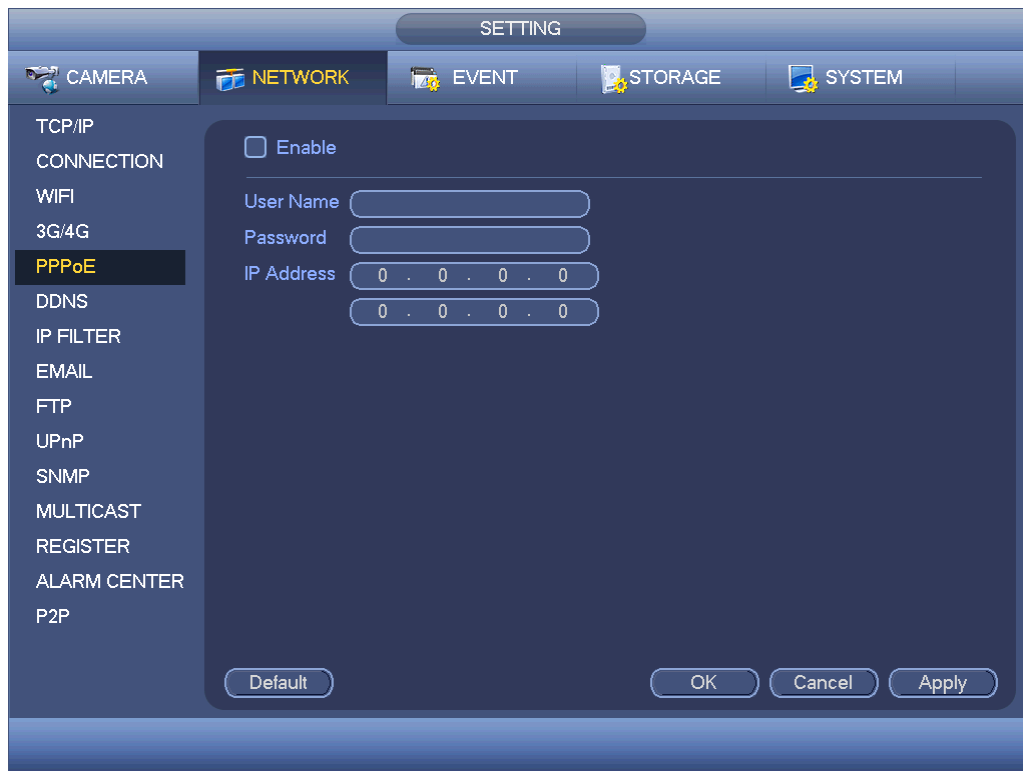 SETTING
CAMERA NETWORK EVENT STORAGE SYSTEM
TCP/IP
CONNECTION
WIFI
3G/4G
PPPoE
DDNS
IP FILTER
EMAIL
FTP
UPnP
SNMP
MULTICAST
REGISTER
ALARM CENTER
P2P
Enable
User Name
Password
IP Address 0 . 0 . 0 . 0
0 . 0 . 0 . 0
Default OK Cancel Apply